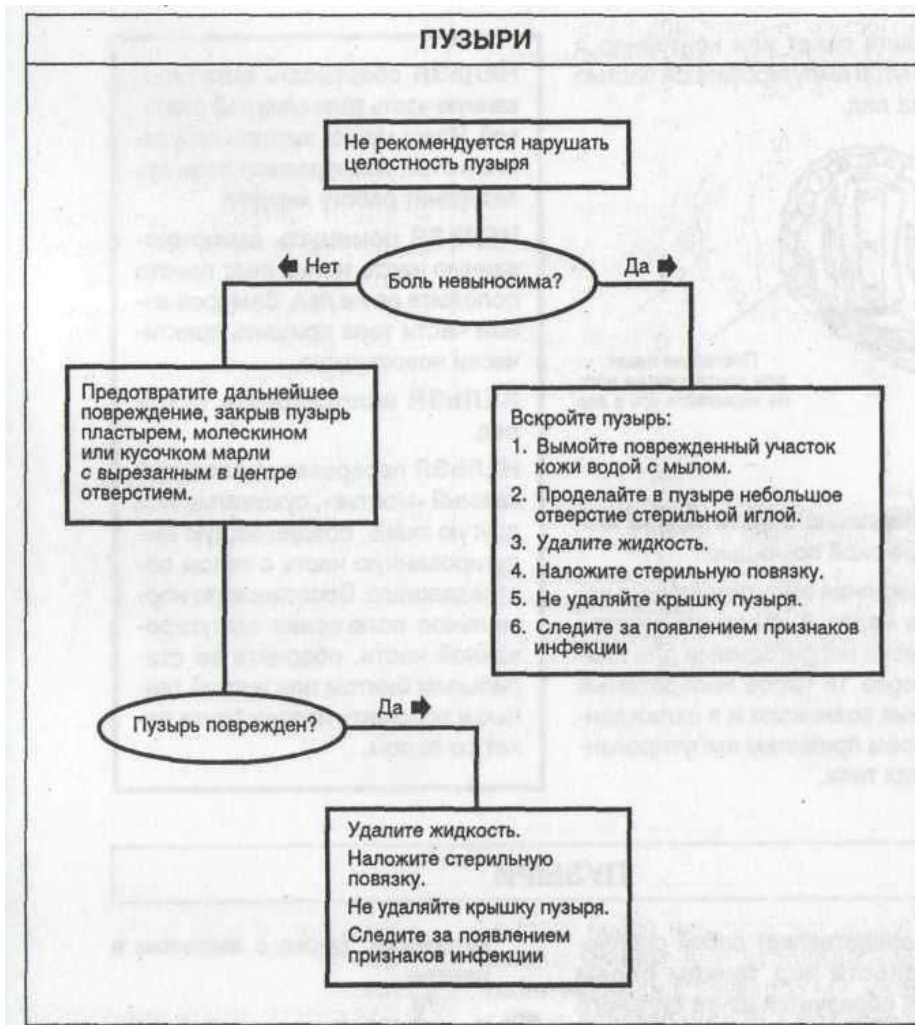 ПУЗЫРИ
Не рекомендуется нарушать
целостность пузыря
Нет
Боль невыносима?
Да
Предотвратите дальнейшее
повреждение, закрыв пузырь
пластырем, молескином
или кусочком марли
с вырезанным в центре
отверстием.
Вскройте пузырь:
1. Вымойте поврежденный участок
кожи водой с мылом.
2. Проделайте в пузыре небольшое
отверстие стерильной иглой.
3. Удалите жидкость.
4. Наложите стерильную повязку.
5. Не удаляйте крышку пузыря.
6. Следите за появлением признаков
инфекции
Пузырь поврежден?
Да
Удалите жидкость.
Наложите стерильную
повязку.
Не удаляйте крышку пузыря.
Следите за появлением
признаков инфекции